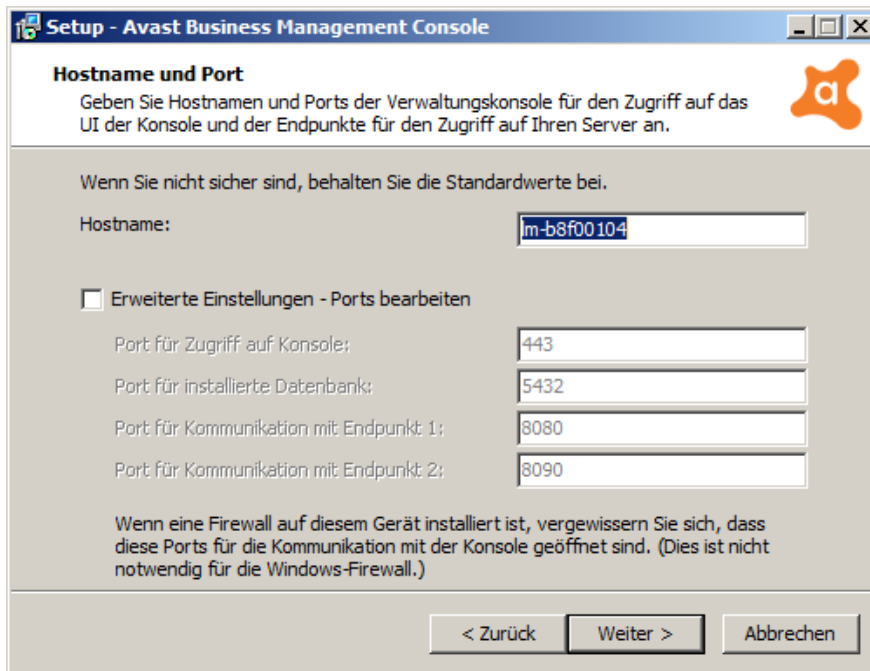 Setup - Avast Business Management Console
Hostname und Port
Geben Sie Hostnamen und Ports der Verwaltungskonsole für den Zugriff auf das
UI der Konsole und der Endpunkte für den Zugriff auf Ihren Server an.
a
Wenn Sie nicht sicher sind, behalten Sie die Standardwerte bei.
Hostname: lm-b8f00104
Erweiterte Einstellungen - Ports bearbeiten
Port für Zugriff auf Konsole: 443
Port für installierte Datenbank: 5432
Port für Kommunikation mit Endpunkt 1: 8080
Port für Kommunikation mit Endpunkt 2: 8090
Wenn eine Firewall auf diesem Gerät installiert ist, vergewissern Sie sich, dass
diese Ports für die Kommunikation mit der Konsole geöffnet sind. (Dies ist nicht
notwendig für die Windows-Firewall.)
< Zurück Weiter > Abbrechen